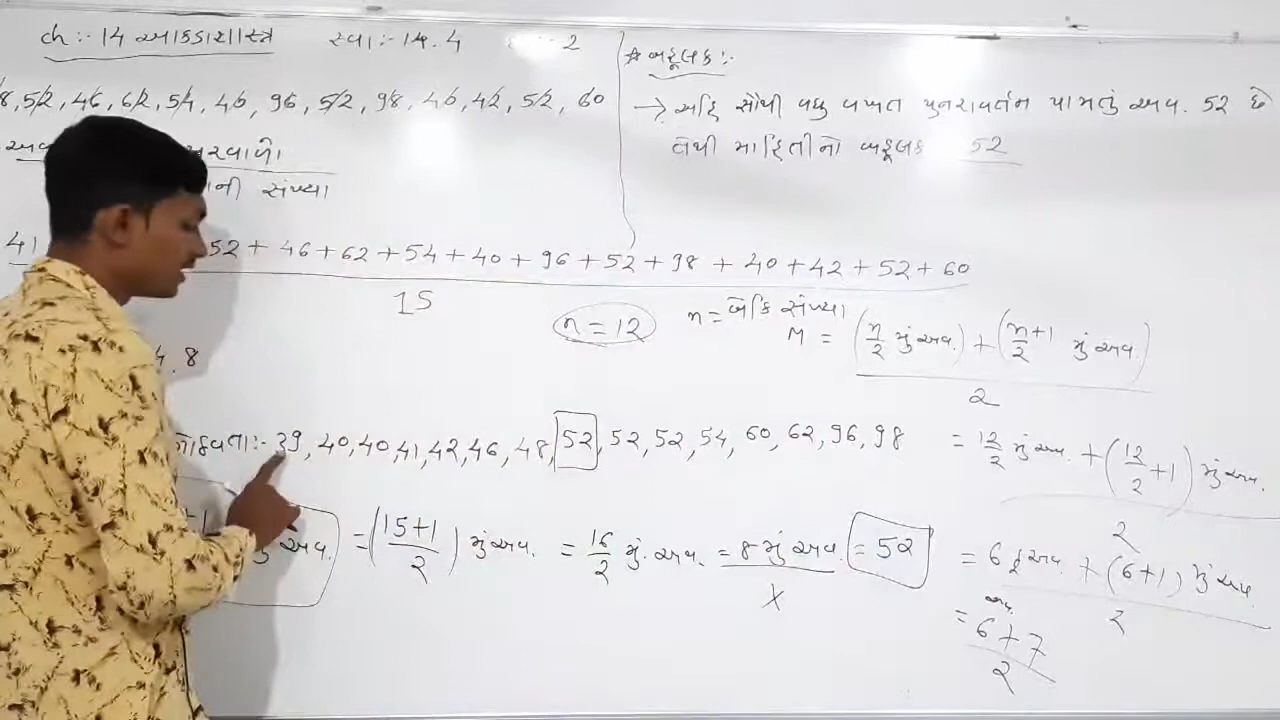 ch:- 14 આંકડાશાસ્ત્ર સ્વા:- 14.4 2
8, 52, 46, 62, 54, 40, 96, 52, 98, 40, 42, 52, 60
સરવાળો
ની સંખ્યા
41 52 + 46 + 62 + 54 + 40 + 96 + 52 + 98 + 40 + 42 + 52 + 60
15
4.8
39, 40, 40, 41, 42, 46, 48, 52, 52, 52, 54, 60, 62, 96, 98
મું અવ. = (15+1/2) મું અવ. = 16/2 મું અવ. = 8 મું અવ. = 52
x
* બહુલક :-
→ અહિ સૌથી વધુ વખત પુનરાવર્તન પામતું અવ. 52 છે
તેથી માહિતીનો બહુલક 52
n = 12 n = બેકિ સંખ્યા
M = (n/2 મું અવ.) + (n+1/2 મું અવ.)
2
= 12/2 મું અવ. + (12/2 + 1) મું અવ.
2
= 6 ઠ્ઠું અવ. + (6+1) મું અવ.
2
= 6 + 7
2